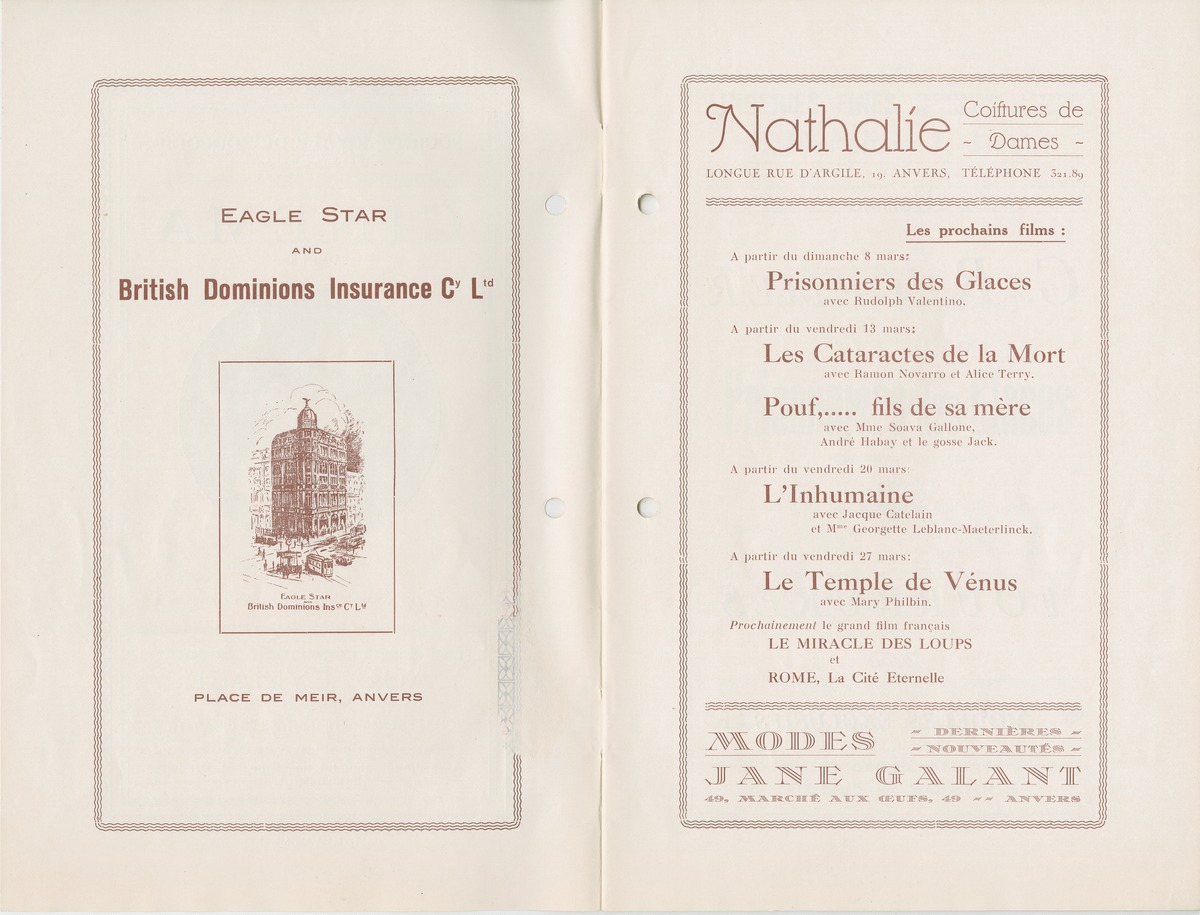 EAGLE STAR
AND
British Dominions Insurance Cy Ltd
EAGLE STAR
AND
British Dominions Insce Cy Ltd
PLACE DE MEIR, ANVERS
Nathalie
Coiffures de
~ Dames ~
LONGUE RUE D'ARGILE, 19. ANVERS, TÉLÉPHONE 321.89
Les prochains films :
A partir du dimanche 8 mars:
Prisonniers des Glaces
avec Rudolph Valentino.
A partir du vendredi 13 mars:
Les Cataractes de la Mort
avec Ramon Novarro et Alice Terry.
Pouf,..... fils de sa mère
avec Mme Soava Gallone,
André Habay et le gosse Jack.
A partir du vendredi 20 mars:
L'Inhumaine
avec Jacque Catelain
et Mme Georgette Leblanc-Maeterlinck.
A partir du vendredi 27 mars:
Le Temple de Vénus
avec Mary Philbin.
Prochainement le grand film français
LE MIRACLE DES LOUPS
et
ROME, La Cité Eternelle
MODES
~ DERNIÈRES ~
~ NOUVEAUTÉS ~
JANE GALANT
49, MARCHÉ AUX ŒUFS, 49 ~~ ANVERS